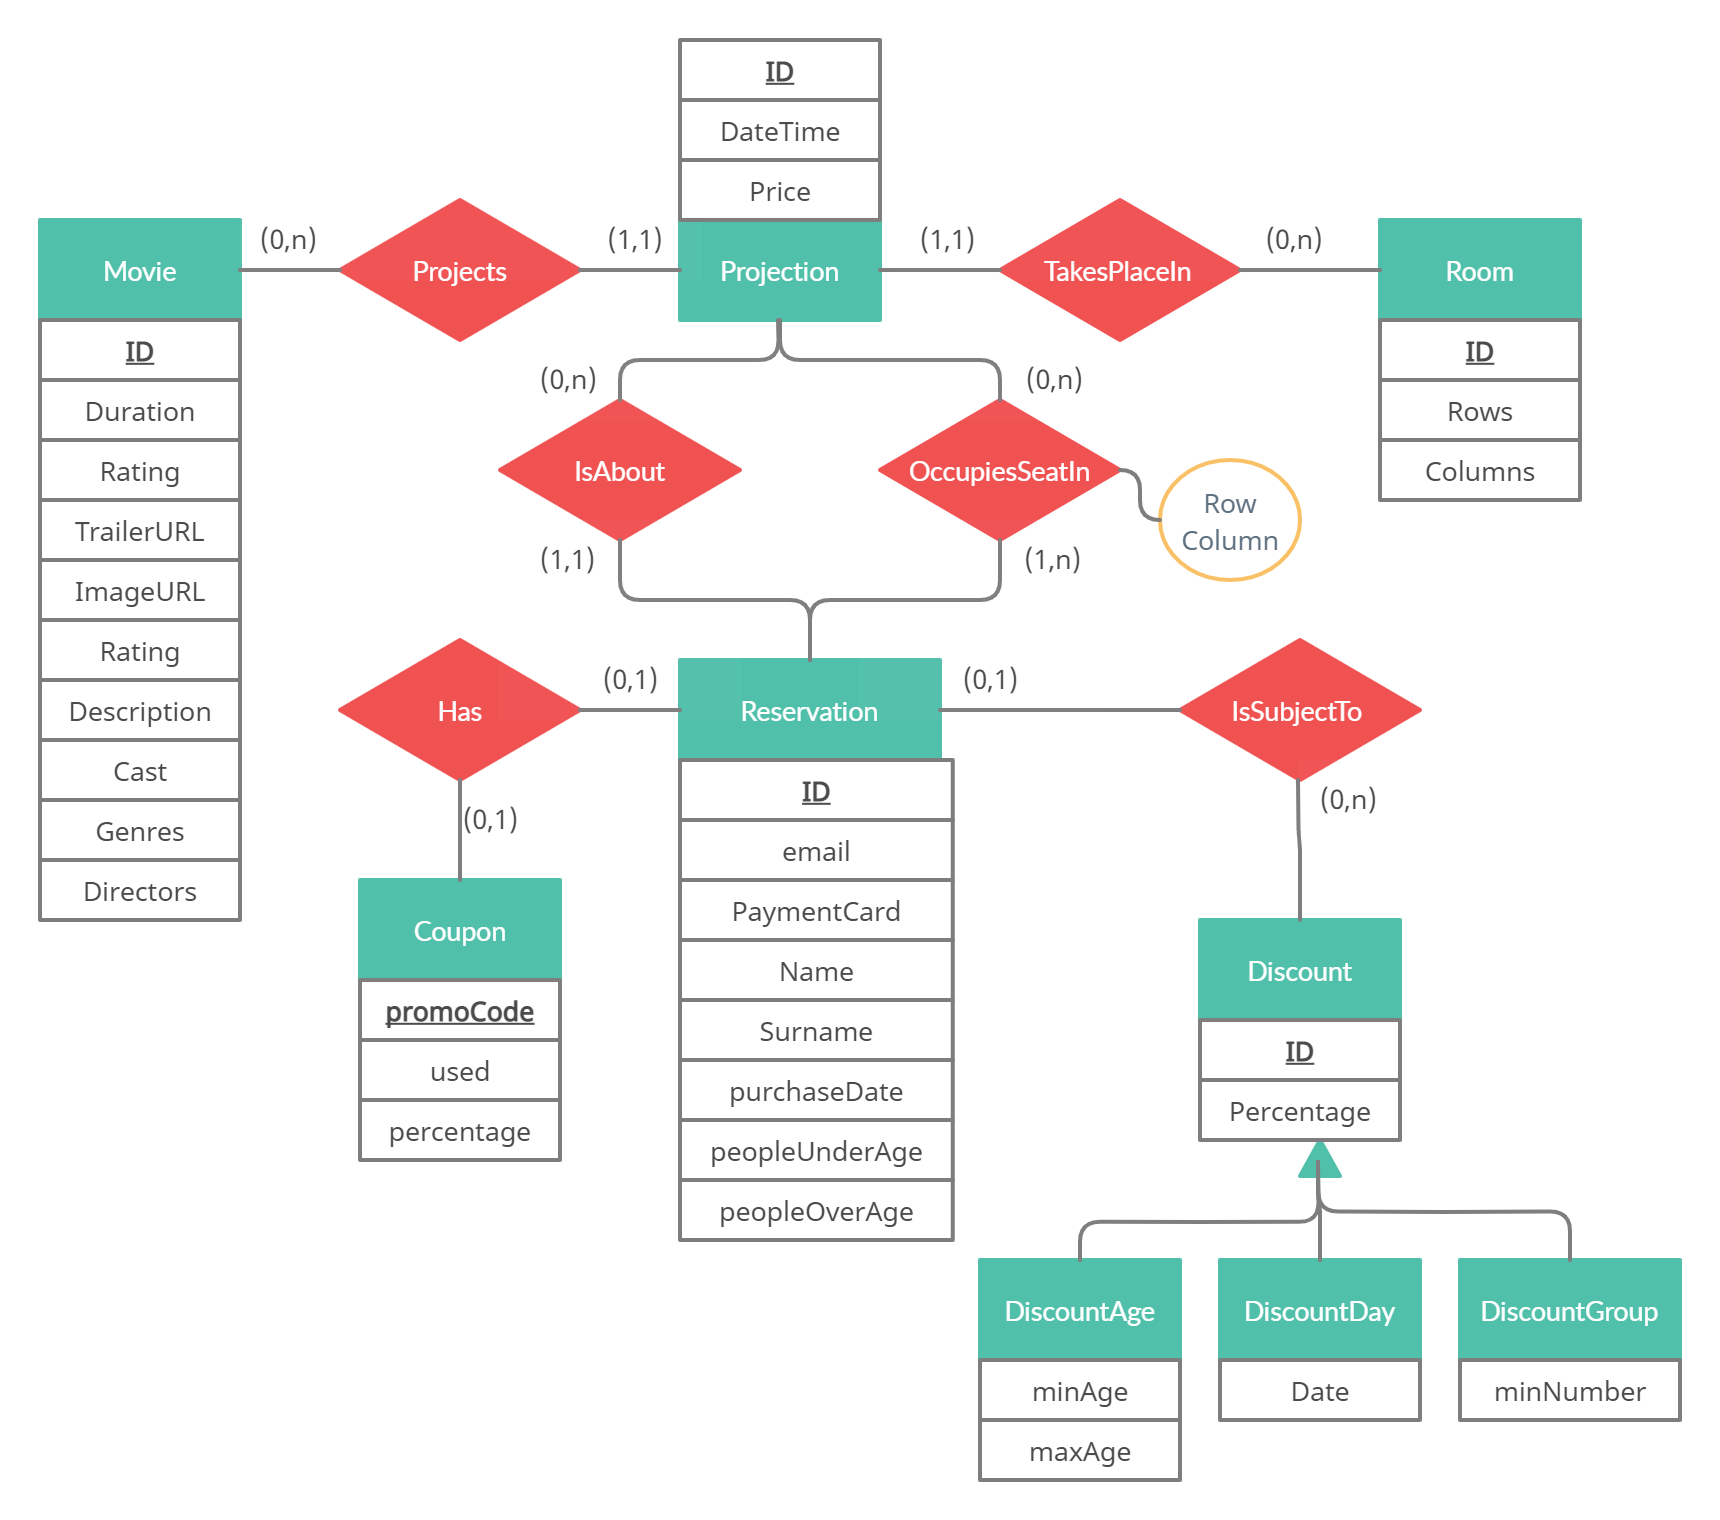 ID
DateTime
Price
Movie
(0,n)
Projects
(1,1)
Projection
(1,1)
TakesPlaceIn
(0,n)
Room
ID
Duration
Rating
TrailerURL
ImageURL
Rating
Description
Cast
Genres
Directors
ID
Rows
Columns
(0,n)
(0,n)
IsAbout
OccupiesSeatIn
Row
Column
(1,1)
(1,n)
Has
(0,1)
Reservation
(0,1)
IsSubjectTo
(0,1)
(0,n)
ID
email
PaymentCard
Name
Surname
purchaseDate
peopleUnderAge
peopleOverAge
Coupon
promoCode
used
percentage
Discount
ID
Percentage
DiscountAge
minAge
maxAge
DiscountDay
Date
DiscountGroup
minNumber